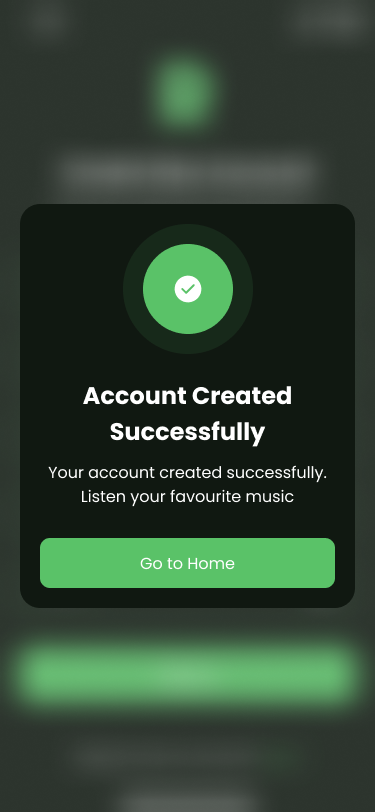 Account Created
Successfully
Your account created successfully.
Listen your favourite music
Go to Home